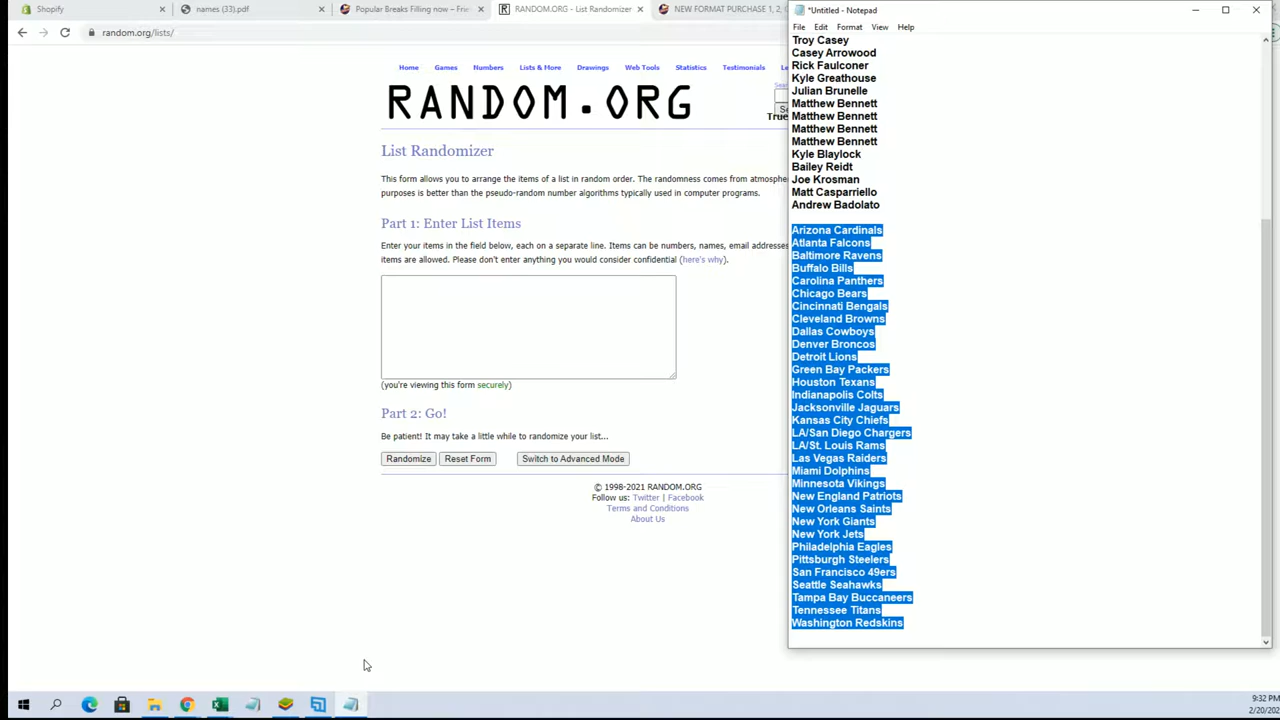 Shopify
names (33).pdf
Popular Breaks Filling now – Frie
RANDOM.ORG - List Randomizer
NEW FORMAT PURCHASE 1, 2,
random.org/lists/
Home Games Numbers Lists & More Drawings Web Tools Statistics Testimonials
RANDOM.ORG
True
List Randomizer
This form allows you to arrange the items of a list in random order. The randomness comes from atmosphe
purposes is better than the pseudo-random number algorithms typically used in computer programs.
Part 1: Enter List Items
Enter your items in the field below, each on a separate line. Items can be numbers, names, email addresses
items are allowed. Please don't enter anything you would consider confidential (here's why).
(you're viewing this form securely)
Part 2: Go!
Be patient! It may take a little while to randomize your list...
Randomize Reset Form Switch to Advanced Mode
© 1998-2021 RANDOM.ORG
Follow us: Twitter | Facebook
Terms and Conditions
About Us
*Untitled - Notepad
File Edit Format View Help
Troy Casey
Casey Arrowood
Rick Faulconer
Kyle Greathouse
Julian Brunelle
Matthew Bennett
Matthew Bennett
Matthew Bennett
Matthew Bennett
Kyle Blaylock
Bailey Reidt
Joe Krosman
Matt Casparriello
Andrew Badolato
Arizona Cardinals
Atlanta Falcons
Baltimore Ravens
Buffalo Bills
Carolina Panthers
Chicago Bears
Cincinnati Bengals
Cleveland Browns
Dallas Cowboys
Denver Broncos
Detroit Lions
Green Bay Packers
Houston Texans
Indianapolis Colts
Jacksonville Jaguars
Kansas City Chiefs
LA/San Diego Chargers
LA/St. Louis Rams
Las Vegas Raiders
Miami Dolphins
Minnesota Vikings
New England Patriots
New Orleans Saints
New York Giants
New York Jets
Philadelphia Eagles
Pittsburgh Steelers
San Francisco 49ers
Seattle Seahawks
Tampa Bay Buccaneers
Tennessee Titans
Washington Redskins
9:32 PM
2/20/202